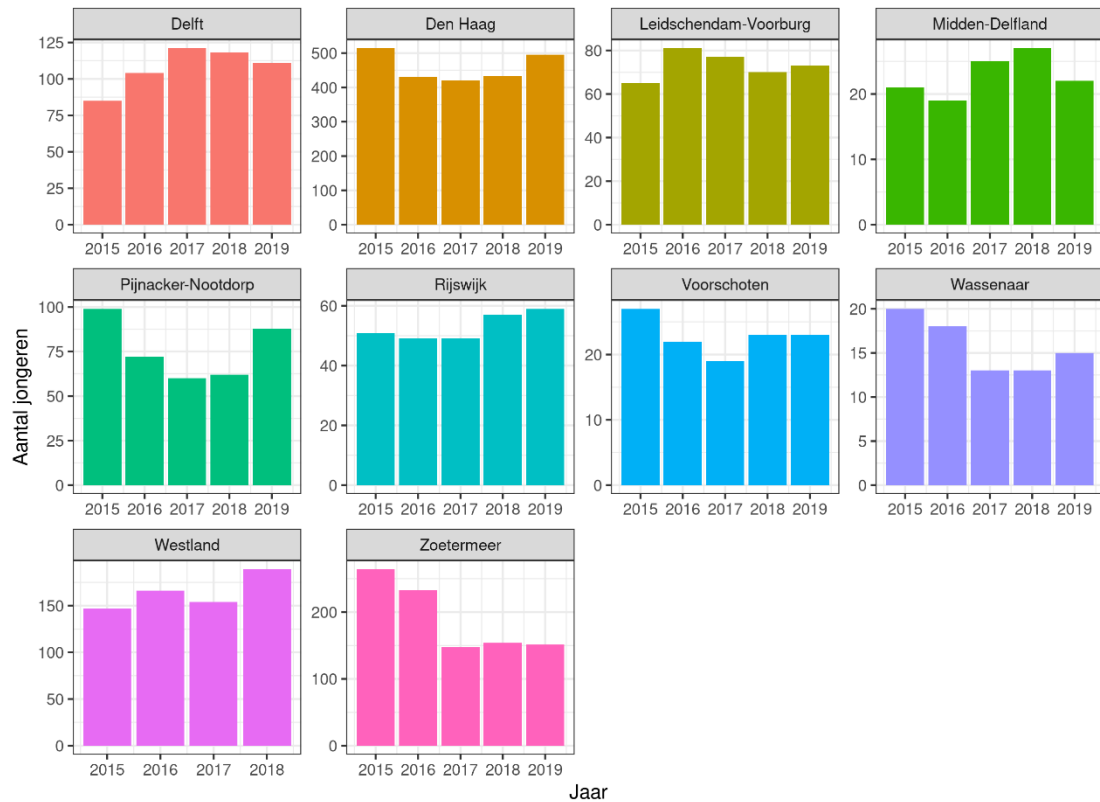 Delft
Den Haag
Leidschendam-Voorburg
Midden-Delfland
125
100
75
50
25
0
500
400
300
200
100
0
80
60
40
20
0
20
10
0
2015 2016 2017 2018 2019
2015 2016 2017 2018 2019
2015 2016 2017 2018 2019
2015 2016 2017 2018 2019
Aantal jongeren
Pijnacker-Nootdorp
Rijswijk
Voorschoten
Wassenaar
100
75
50
25
0
60
40
20
0
20
10
0
20
15
10
5
0
2015 2016 2017 2018 2019
2015 2016 2017 2018 2019
2015 2016 2017 2018 2019
2015 2016 2017 2018 2019
Westland
Zoetermeer
150
100
50
0
200
100
0
2015 2016 2017 2018
2015 2016 2017 2018 2019
Jaar